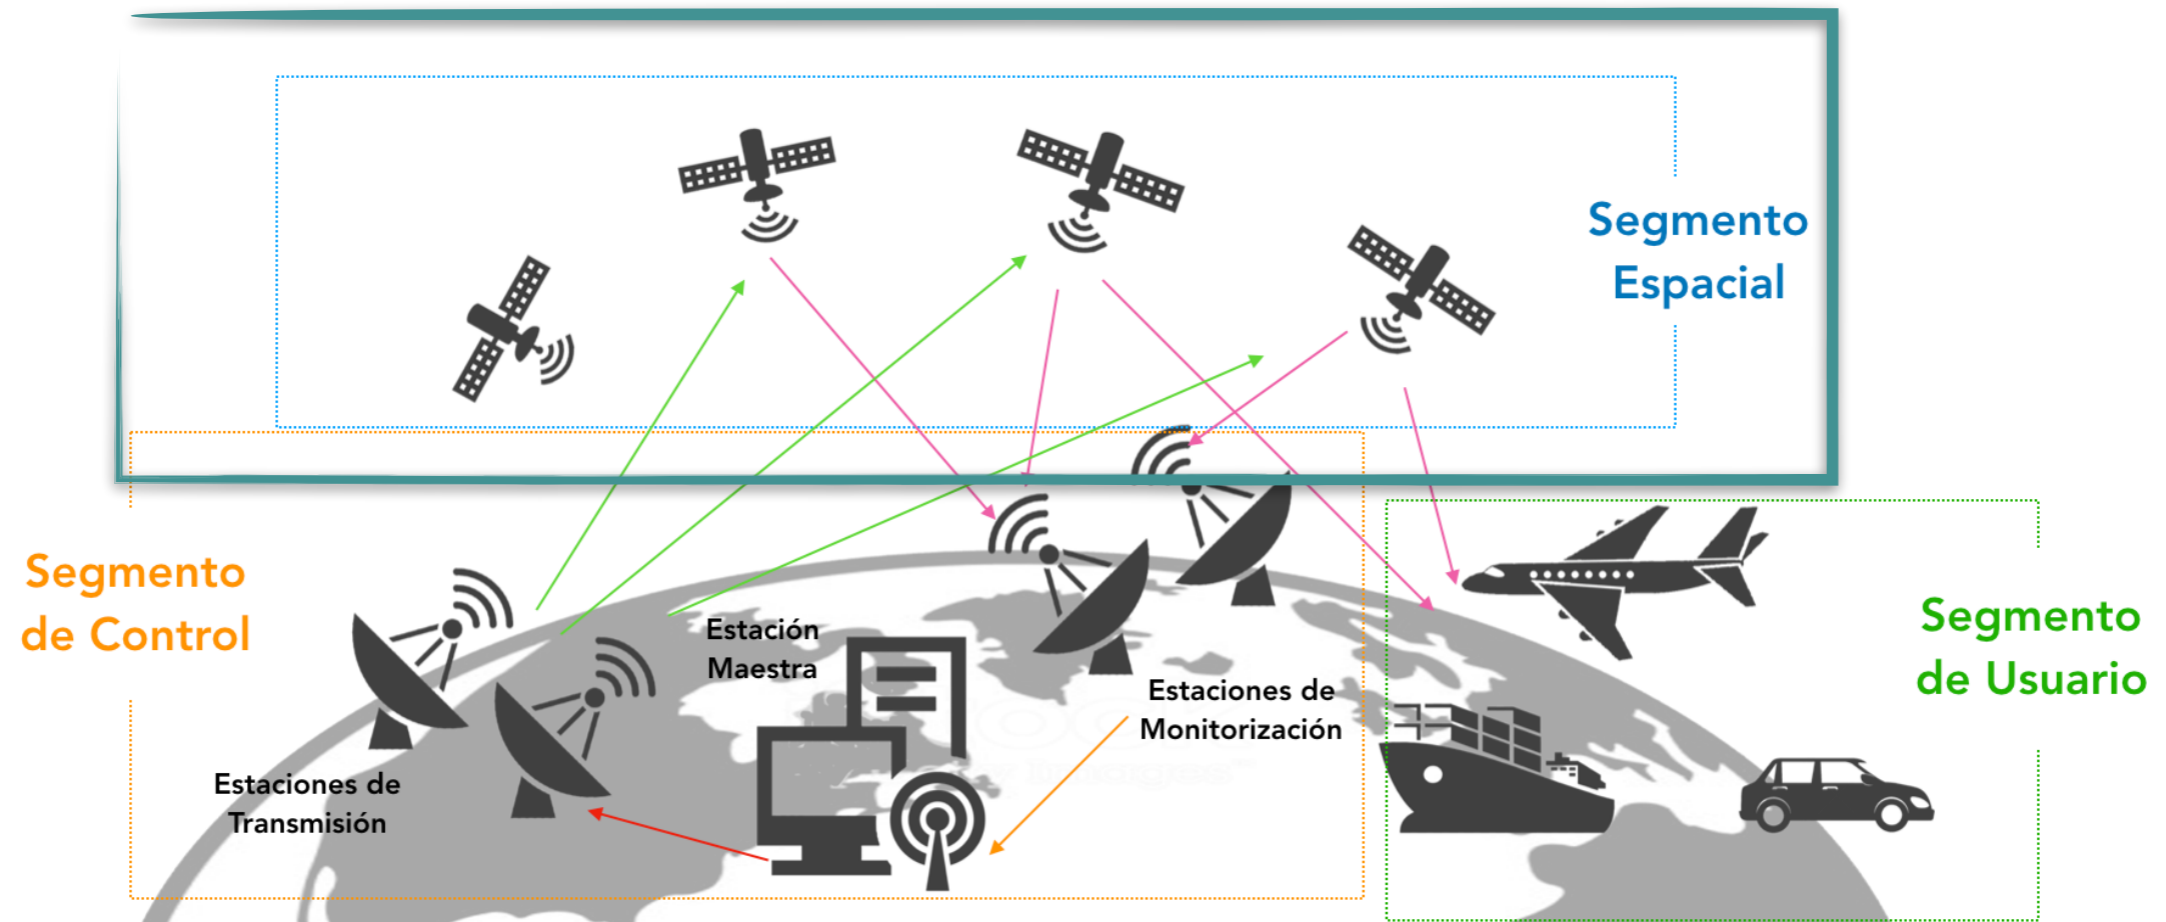 Segmento
Espacial
Segmento
de Control
Estación
Maestra
Estaciones de
Monitorización
Estaciones de
Transmisión
Segmento
de Usuario